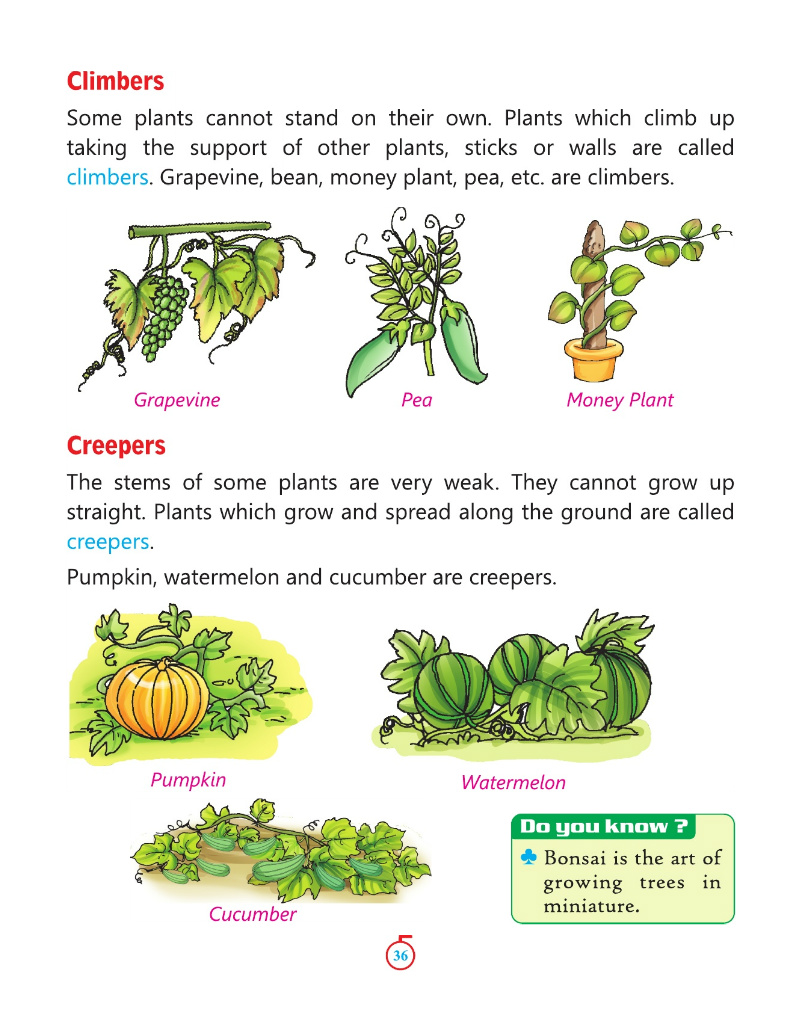 Climbers
Some plants cannot stand on their own. Plants which climb up
taking the support of other plants, sticks or walls are called
climbers. Grapevine, bean, money plant, pea, etc. are climbers.
Grapevine
Pea
Money Plant
Creepers
The stems of some plants are very weak. They cannot grow up
straight. Plants which grow and spread along the ground are called
creepers.
Pumpkin, watermelon and cucumber are creepers.
Pumpkin
Watermelon
Cucumber
Do you know ?
♣ Bonsai is the art of
growing trees in
miniature.
36